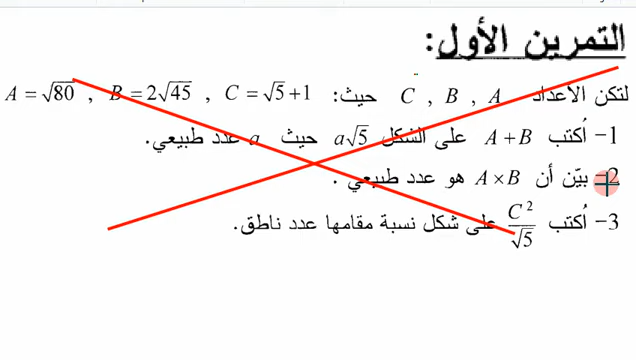 التمرين الأول:
لتكن الأعداد A , B , C حيث: A = √80 , B = 2√45 , C = √5 + 1
1- أكتب A + B على الشكل a√5 حيث a عدد طبيعي.
2- بيّن أن A × B هو عدد طبيعي .
3- أكتب C²/√5 على شكل نسبة مقامها عدد ناطق.